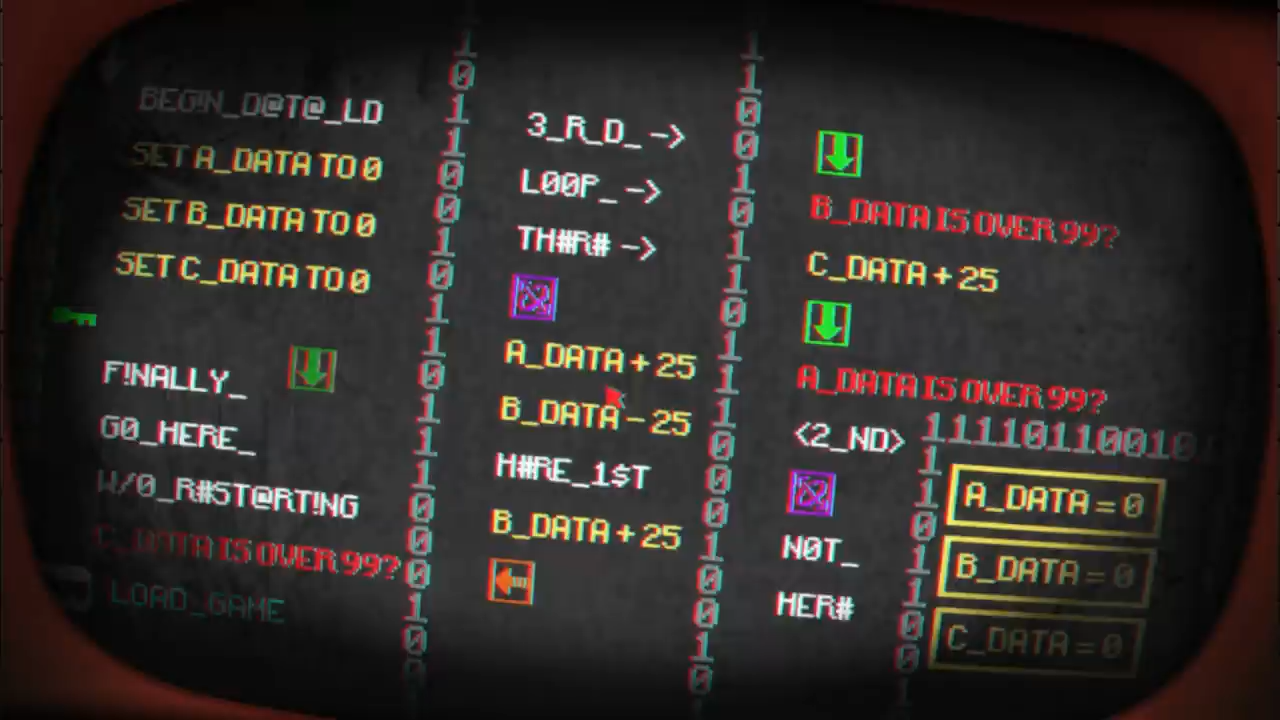 BEG!N_D@T@_LD
SET A_DATA TO 0
SET B_DATA TO 0
SET C_DATA TO 0
F!NALLY_
G0_HERE_
W/0_R#ST@RT!NG
C_DATA IS OVER 99?
LOAD_GAME
3_R_D_ ->
L00P_ ->
TH#R# ->
A_DATA + 25
B_DATA - 25
H#RE_1$T
B_DATA + 25
B_DATA IS OVER 99?
C_DATA + 25
A_DATA IS OVER 99?
<2_ND>
N0T_
HER#
111101100101
A_DATA = 0
B_DATA = 0
C_DATA = 0